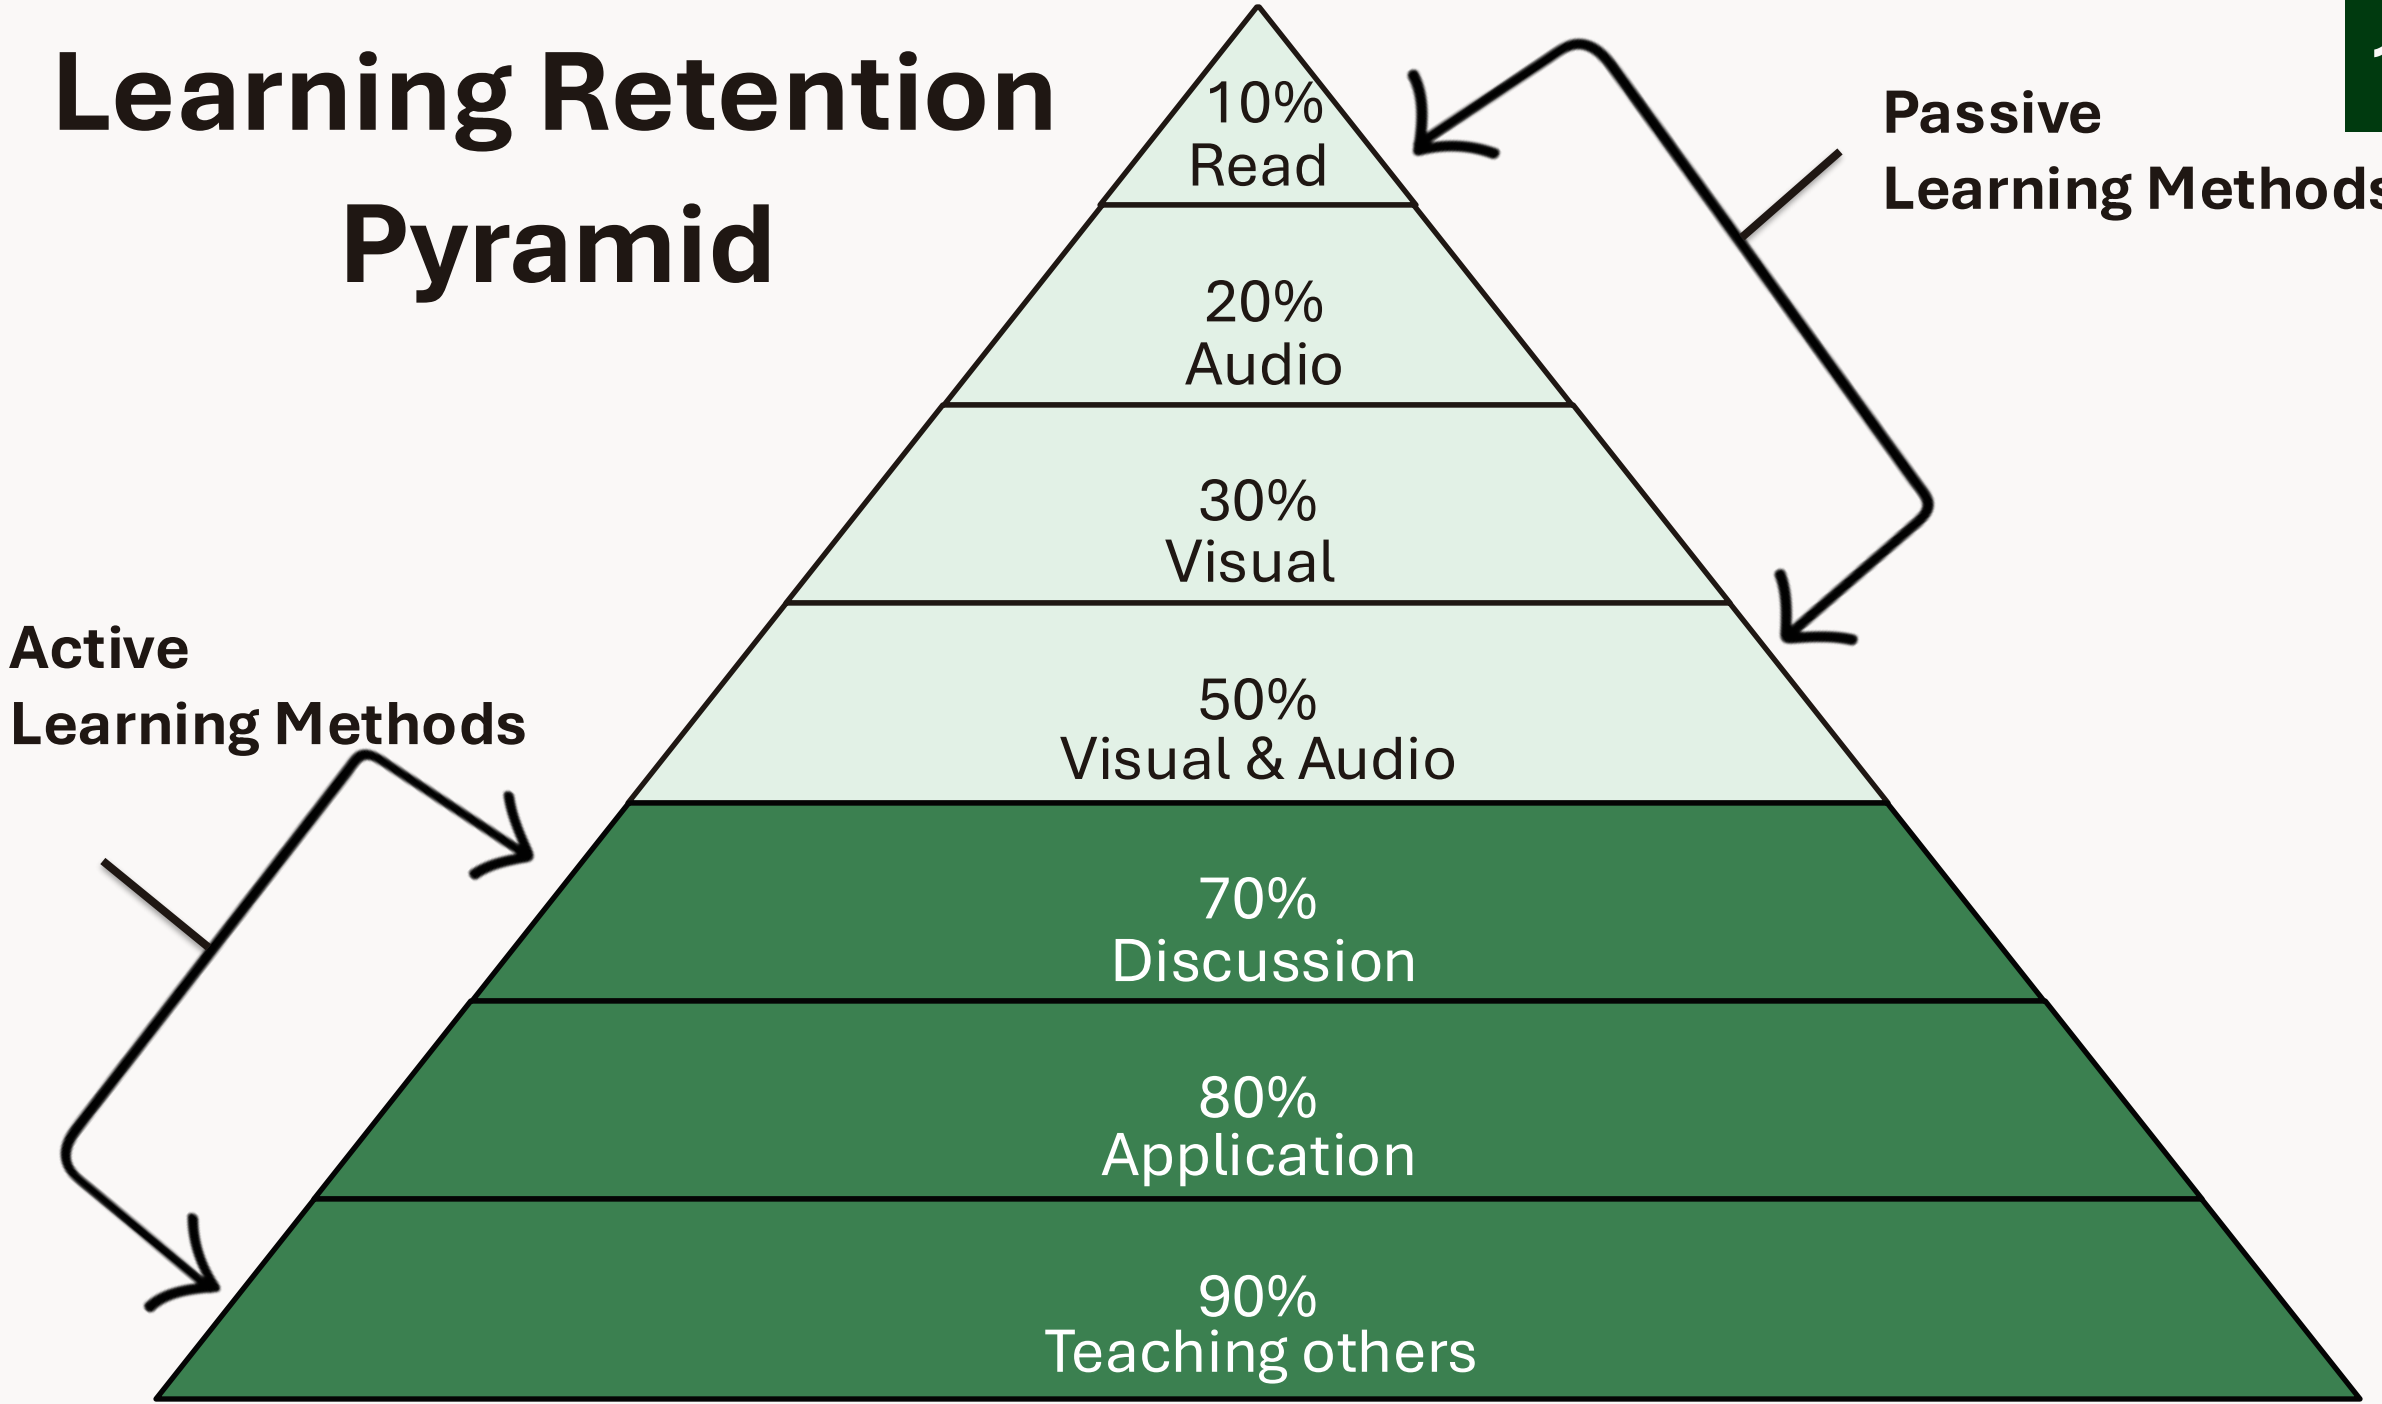 Learning Retention
Pyramid
10%
Read
20%
Audio
30%
Visual
50%
Visual & Audio
70%
Discussion
80%
Application
90%
Teaching others
Passive
Learning Methods
Active
Learning Methods